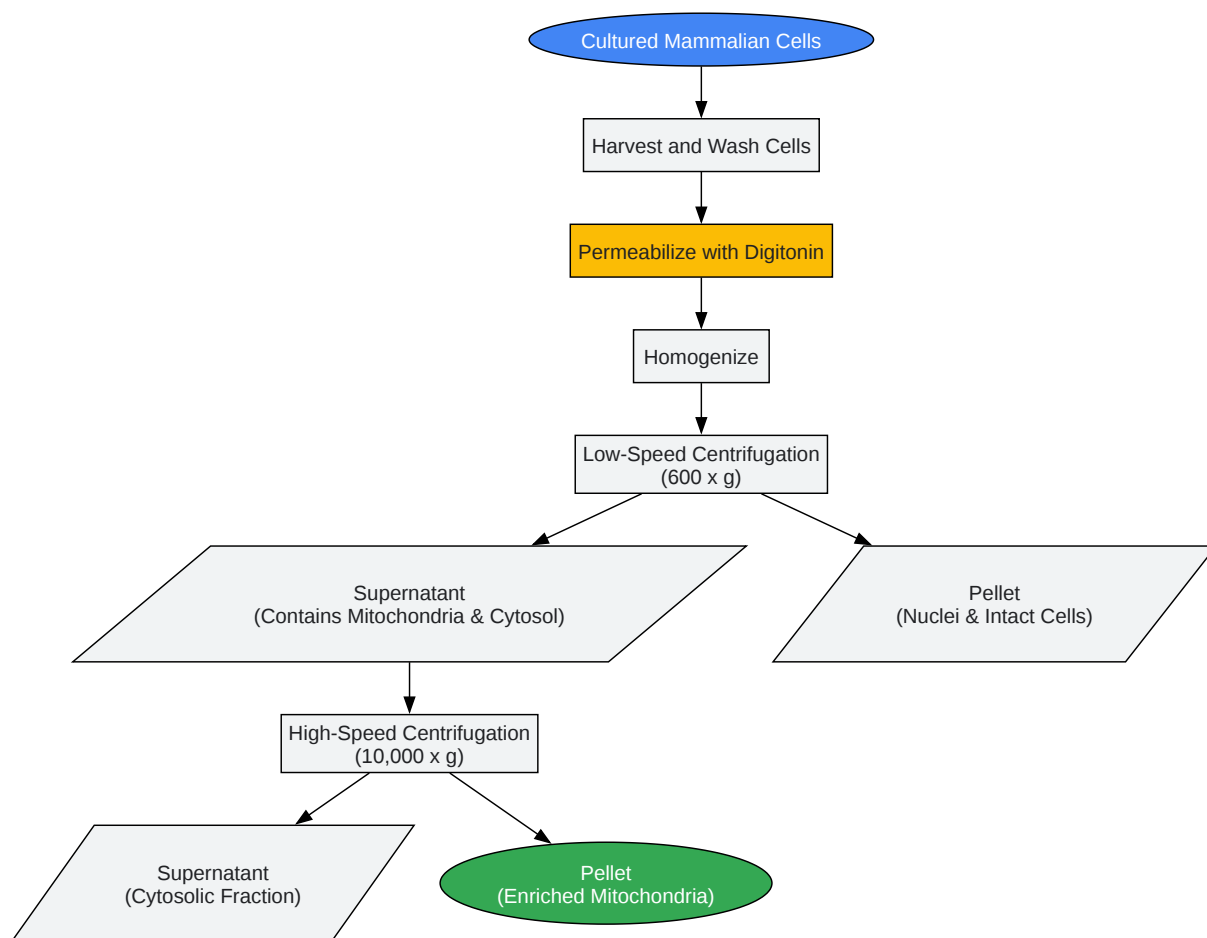 Cultured Mammalian Cells
Harvest and Wash Cells
Permeabilize with Digitonin
Homogenize
Low-Speed Centrifugation
(600 x g)
Supernatant
(Contains Mitochondria & Cytosol)
Pellet
(Nuclei & Intact Cells)
High-Speed Centrifugation
(10,000 x g)
Supernatant
(Cytosolic Fraction)
Pellet
(Enriched Mitochondria)